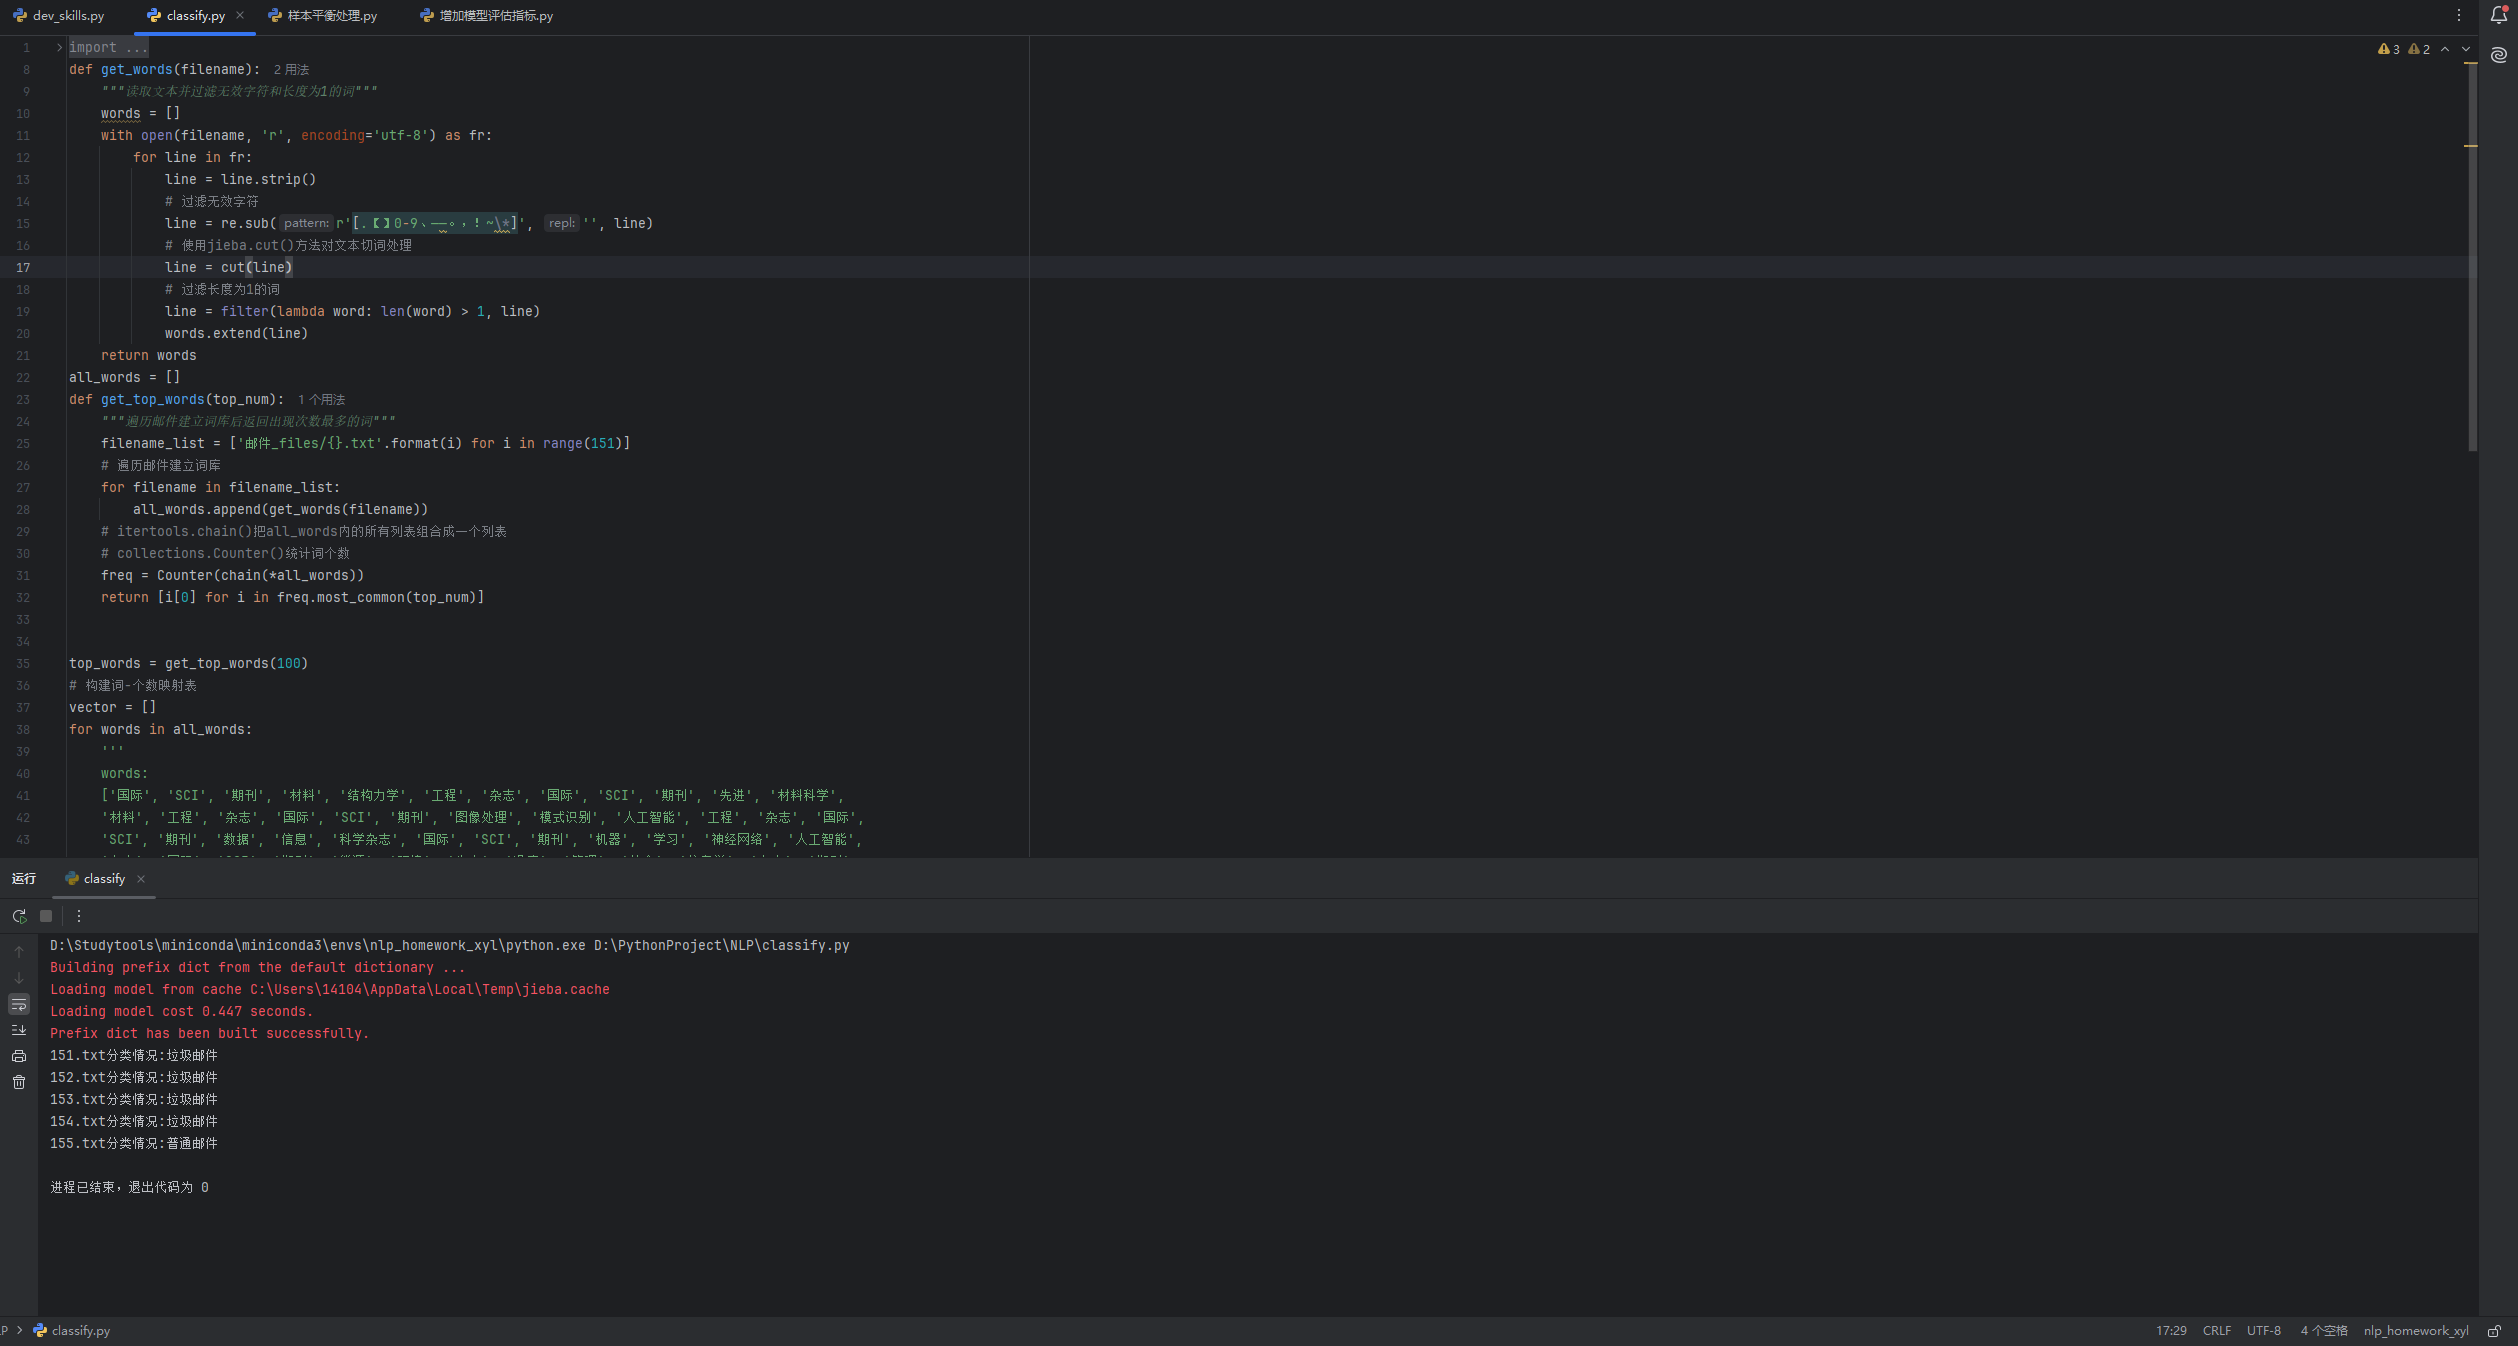 dev_skills.py classify.py 样本平衡处理.py 增加模型评估指标.py
1 import ... 3 2
8 def get_words(filename): 2 用法
9 """读取文本并过滤无效字符和长度为1的词"""
10 words = []
11 with open(filename, 'r', encoding='utf-8') as fr:
12 for line in fr:
13 line = line.strip()
14 # 过滤无效字符
15 line = re.sub( pattern: r'[.【】0-9、——。，！~\*]', repl: '', line)
16 # 使用jieba.cut()方法对文本切词处理
17 line = cut(line)
18 # 过滤长度为1的词
19 line = filter(lambda word: len(word) > 1, line)
20 words.extend(line)
21 return words
22 all_words = []
23 def get_top_words(top_num): 1 个用法
24 """遍历邮件建立词库后返回出现次数最多的词"""
25 filename_list = ['邮件_files/{}.txt'.format(i) for i in range(151)]
26 # 遍历邮件建立词库
27 for filename in filename_list:
28 all_words.append(get_words(filename))
29 # itertools.chain()把all_words内的所有列表组合成一个列表
30 # collections.Counter()统计词个数
31 freq = Counter(chain(*all_words))
32 return [i[0] for i in freq.most_common(top_num)]
33
34
35 top_words = get_top_words(100)
36 # 构建词-个数映射表
37 vector = []
38 for words in all_words:
39 '''
40 words:
41 ['国际', 'SCI', '期刊', '材料', '结构力学', '工程', '杂志', '国际', 'SCI', '期刊', '先进', '材料科学',
42 '材料', '工程', '杂志', '国际', 'SCI', '期刊', '图像处理', '模式识别', '人工智能', '工程', '杂志', '国际',
43 'SCI', '期刊', '数据', '信息', '科学杂志', '国际', 'SCI', '期刊', '机器', '学习', '神经网络', '人工智能',
运行 classify
D:\Studytools\miniconda\miniconda3\envs\nlp_homework_xyl\python.exe D:\PythonProject\NLP\classify.py
Building prefix dict from the default dictionary ...
Loading model from cache C:\Users\14104\AppData\Local\Temp\jieba.cache
Loading model cost 0.447 seconds.
Prefix dict has been built successfully.
151.txt分类情况:垃圾邮件
152.txt分类情况:垃圾邮件
153.txt分类情况:垃圾邮件
154.txt分类情况:垃圾邮件
155.txt分类情况:普通邮件
进程已结束，退出代码为 0
P classify.py 17:29 CRLF UTF-8 4 个空格 nlp_homework_xyl